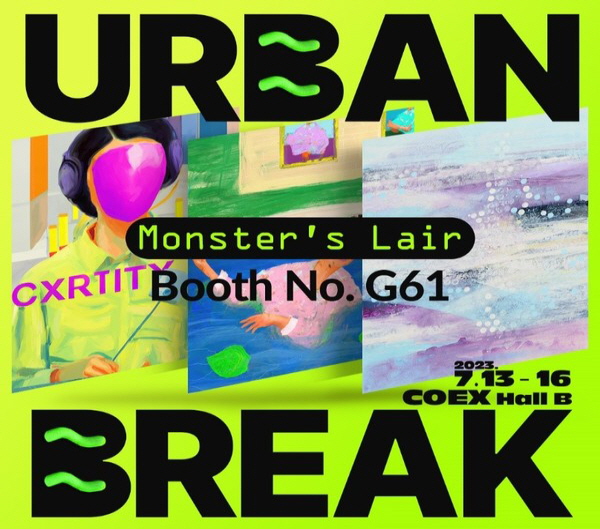 URBAN
Monster's Lair
CXRTITY
Booth No. G61
2023.
7.13 - 16
COEX Hall B
BREAK